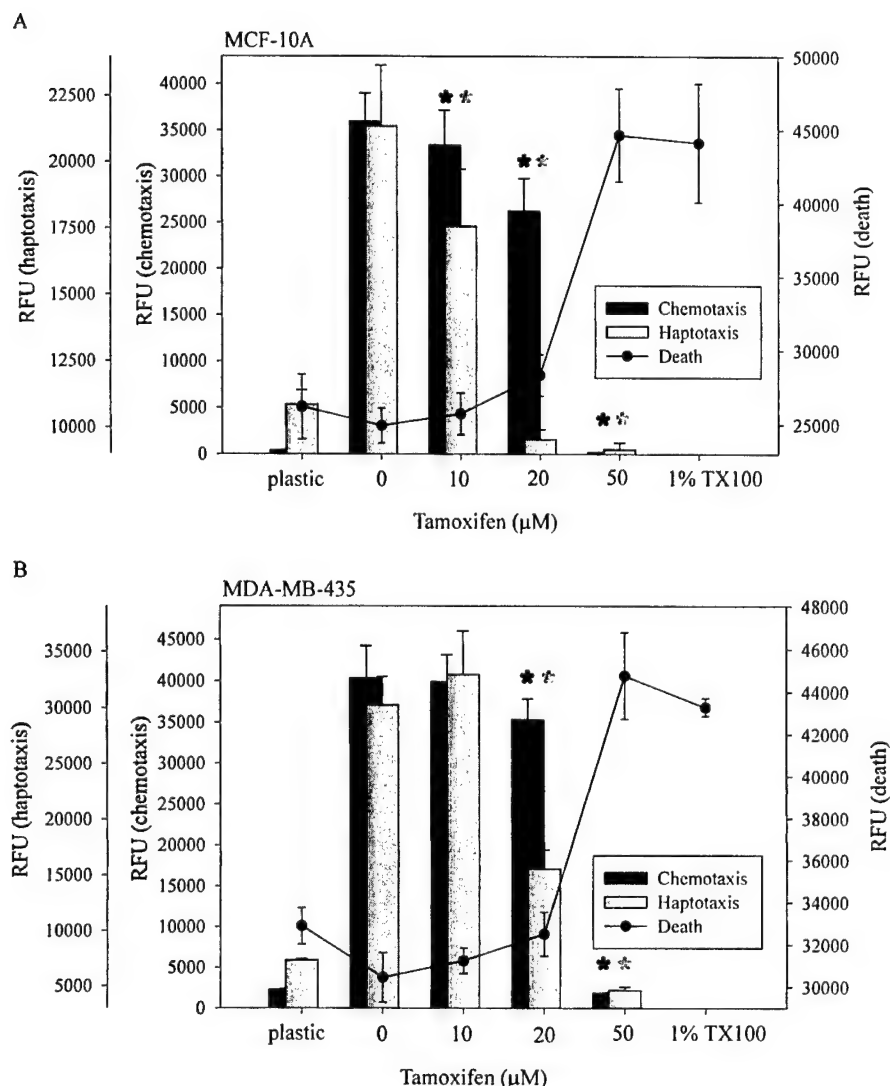 A
MCF-10A
RFU (haptotaxis)
22500
20000
17500
15000
12500
10000
RFU (chemotaxis)
40000
35000
30000
25000
20000
15000
10000
5000
0
50000
45000
40000
35000
30000
25000
RFU (death)
Chemotaxis
Haptotaxis
Death
plastic 0 10 20 50 1% TX100
Tamoxifen (μM)
B
MDA-MB-435
RFU (haptotaxis)
35000
30000
25000
20000
15000
10000
5000
RFU (chemotaxis)
45000
40000
35000
30000
25000
20000
15000
10000
5000
0
48000
46000
44000
42000
40000
38000
36000
34000
32000
30000
RFU (death)
Chemotaxis
Haptotaxis
Death
plastic 0 10 20 50 1% TX100
Tamoxifen (μM)